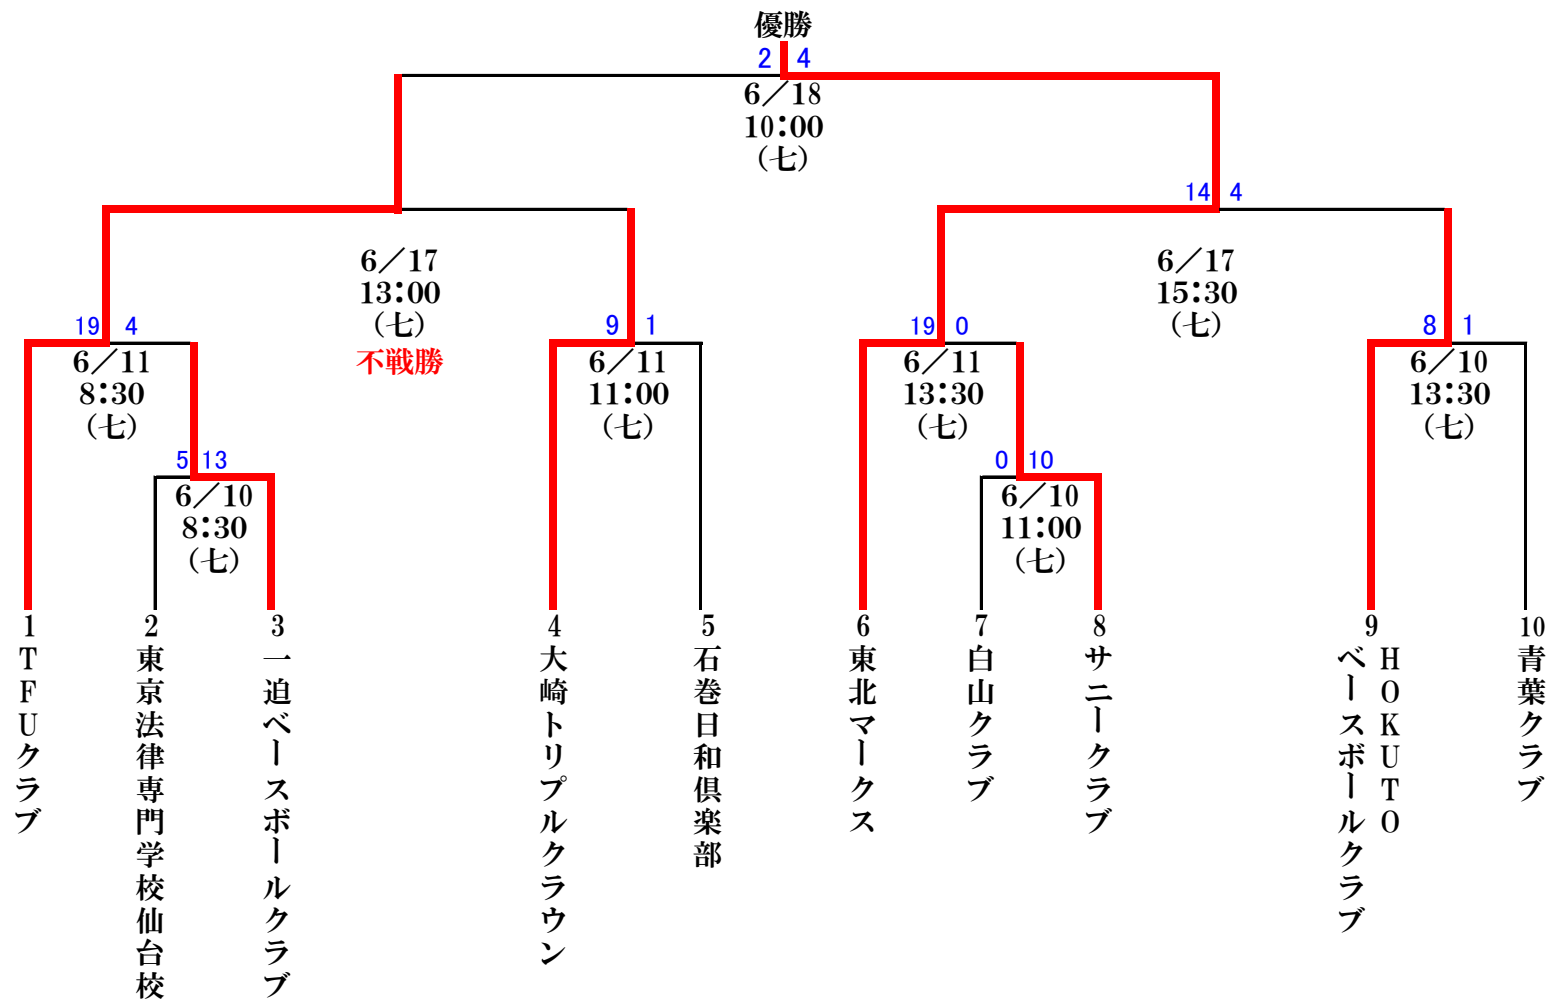 優勝
2 4
6／18
10：00
（七）
14 4
6／17
13：00
（七）
不戦勝
6／17
15：30
（七）
19 4
6／11
8：30
（七）
9 1
6／11
11：00
（七）
19 0
6／11
13：30
（七）
8 1
6／10
13：30
（七）
5 13
6／10
8：30
（七）
0 10
6／10
11：00
（七）
1
TFUクラブ
2
東京法律専門学校仙台校
3
一迫ベースボールクラブ
4
大崎トリプルクラウン
5
石巻日和倶楽部
6
東北マークス
7
白山クラブ
8
サニークラブ
9
HOKUTO
ベースボールクラブ
10
青葉クラブ